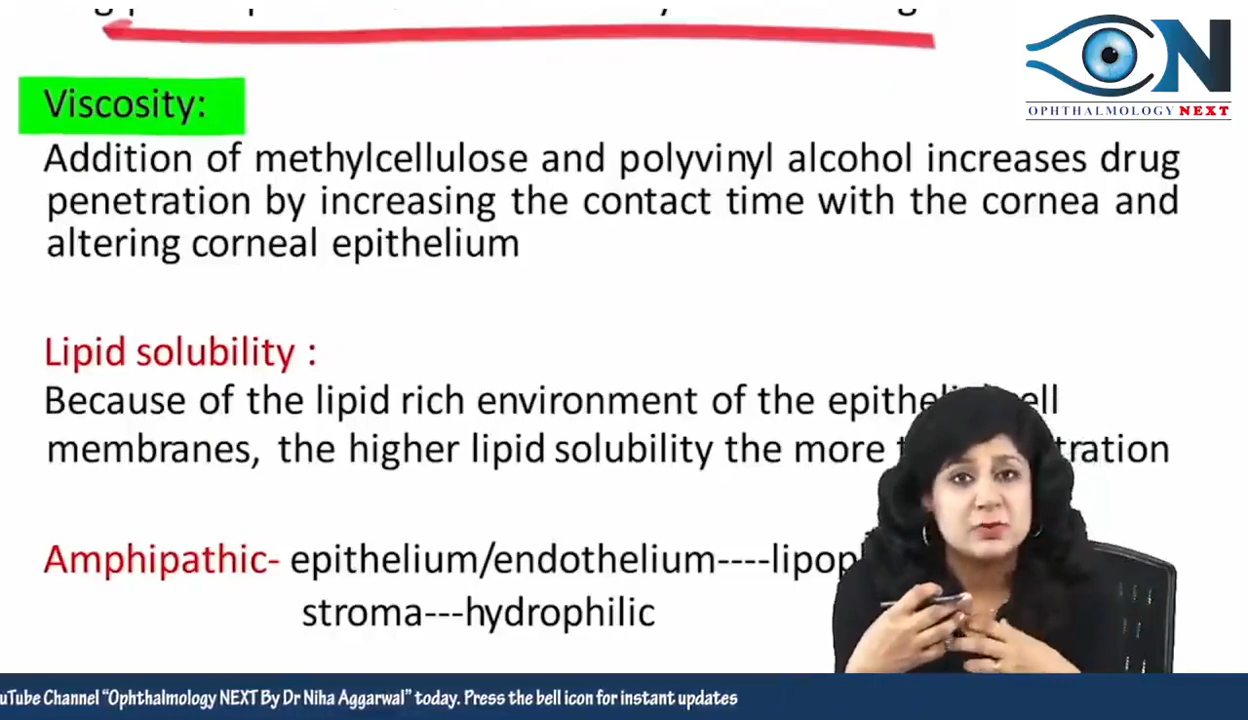 OPHTHALMOLOGY NEXT
Viscosity:
Addition of methylcellulose and polyvinyl alcohol increases drug
penetration by increasing the contact time with the cornea and
altering corneal epithelium
Lipid solubility :
Because of the lipid rich environment of the
membranes, the higher lipid solubility the more
Amphipathic- epithelium/endothelium----
stroma---hydrophilic
uTube Channel “Ophthalmology NEXT By Dr Niha Aggarwal” today. Press the bell icon for instant updates